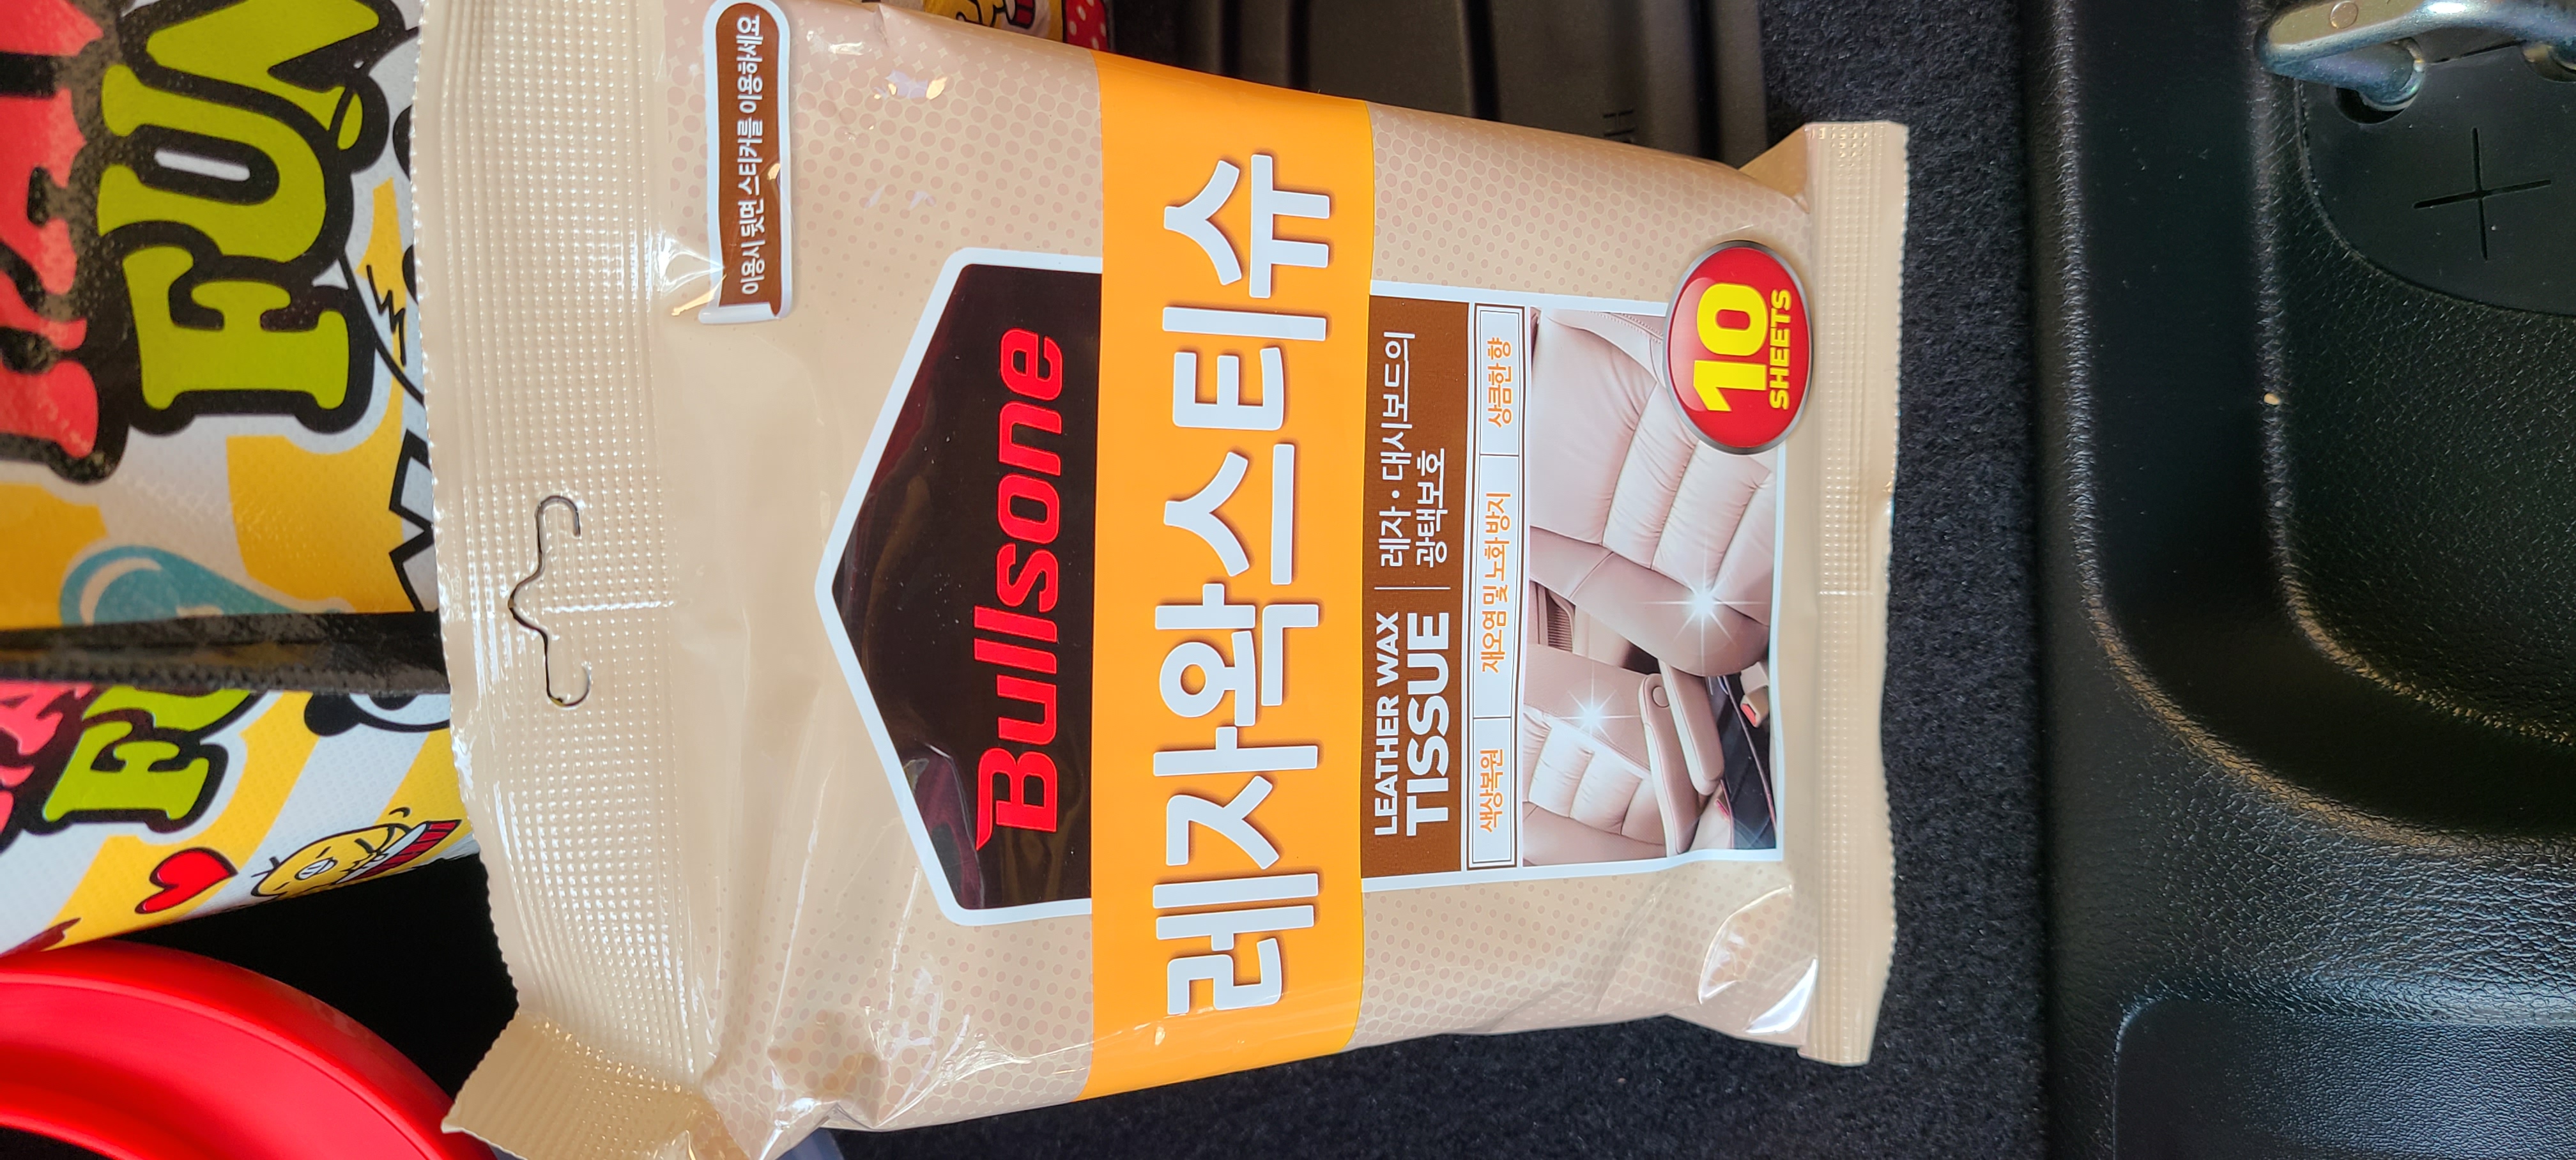 이용시 뒷면 스티커를 이용하세요
Bullsone
레자왁스티슈
LEATHER WAX
TISSUE
레자·대시보드의
광택보호
색상복원
재오염 및 노화 방지
상큼한 향
10
SHEETS
FUN